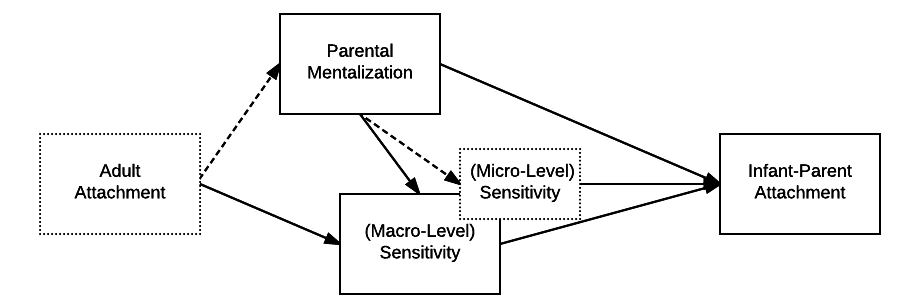 Parental
Mentalization
Adult
Attachment
(Micro-Level)
Sensitivity
Infant-Parent
Attachment
(Macro-Level)
Sensitivity